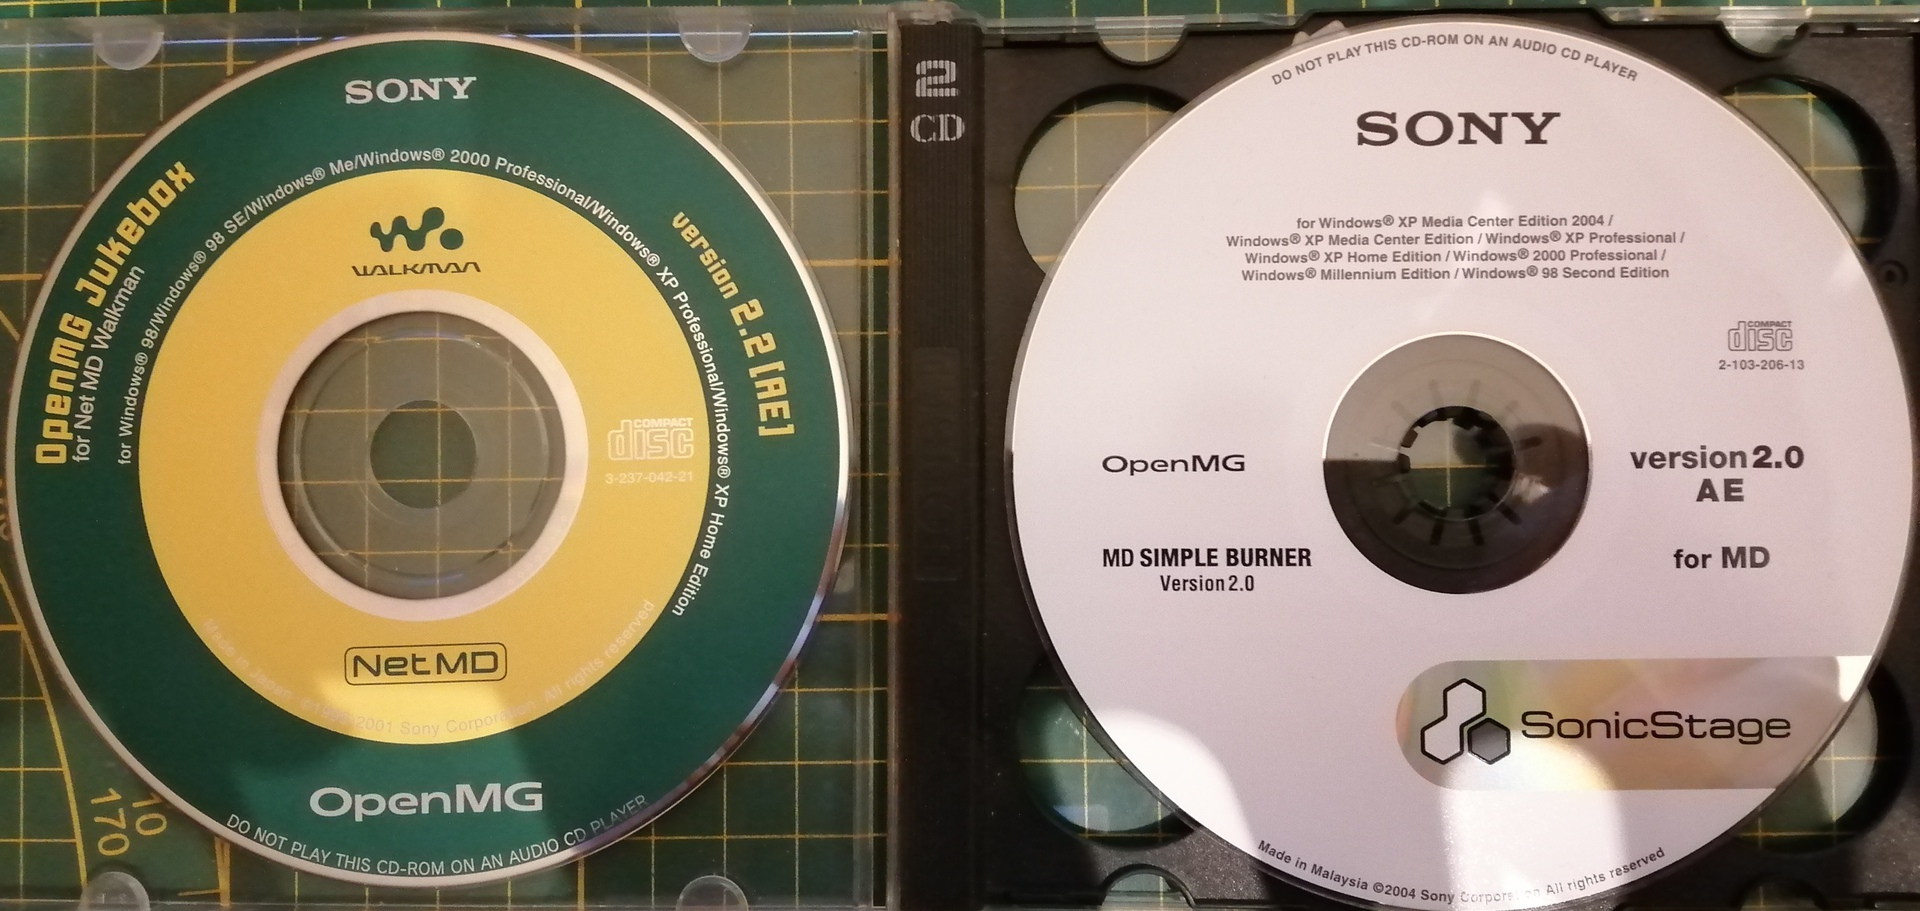 SONY
OpenMG Jukebox
for Net MD Walkman
version 2.2 [AE]
for Windows® 98/Windows® 98 SE/Windows® Me/Windows® 2000 Professional/Windows® XP Professional/Windows® XP Home Edition
W.
WALKMAN
COMPACT
disc
3-237-042-21
Net MD
Made in Japan
2001 Sony Corporation All rights reserved
OpenMG
DO NOT PLAY THIS CD-ROM ON AN AUDIO CD PLAYER
10
170
2
CD
DO NOT PLAY THIS CD-ROM ON AN AUDIO CD PLAYER
SONY
for Windows® XP Media Center Edition 2004 /
Windows® XP Media Center Edition / Windows® XP Professional /
Windows® XP Home Edition / Windows® 2000 Professional /
Windows® Millennium Edition / Windows® 98 Second Edition
COMPACT
disc
2-103-206-13
OpenMG
version 2.0
AE
MD SIMPLE BURNER
Version 2.0
for MD
SonicStage
Made in Malaysia ©2004 Sony Corporation All rights reserved